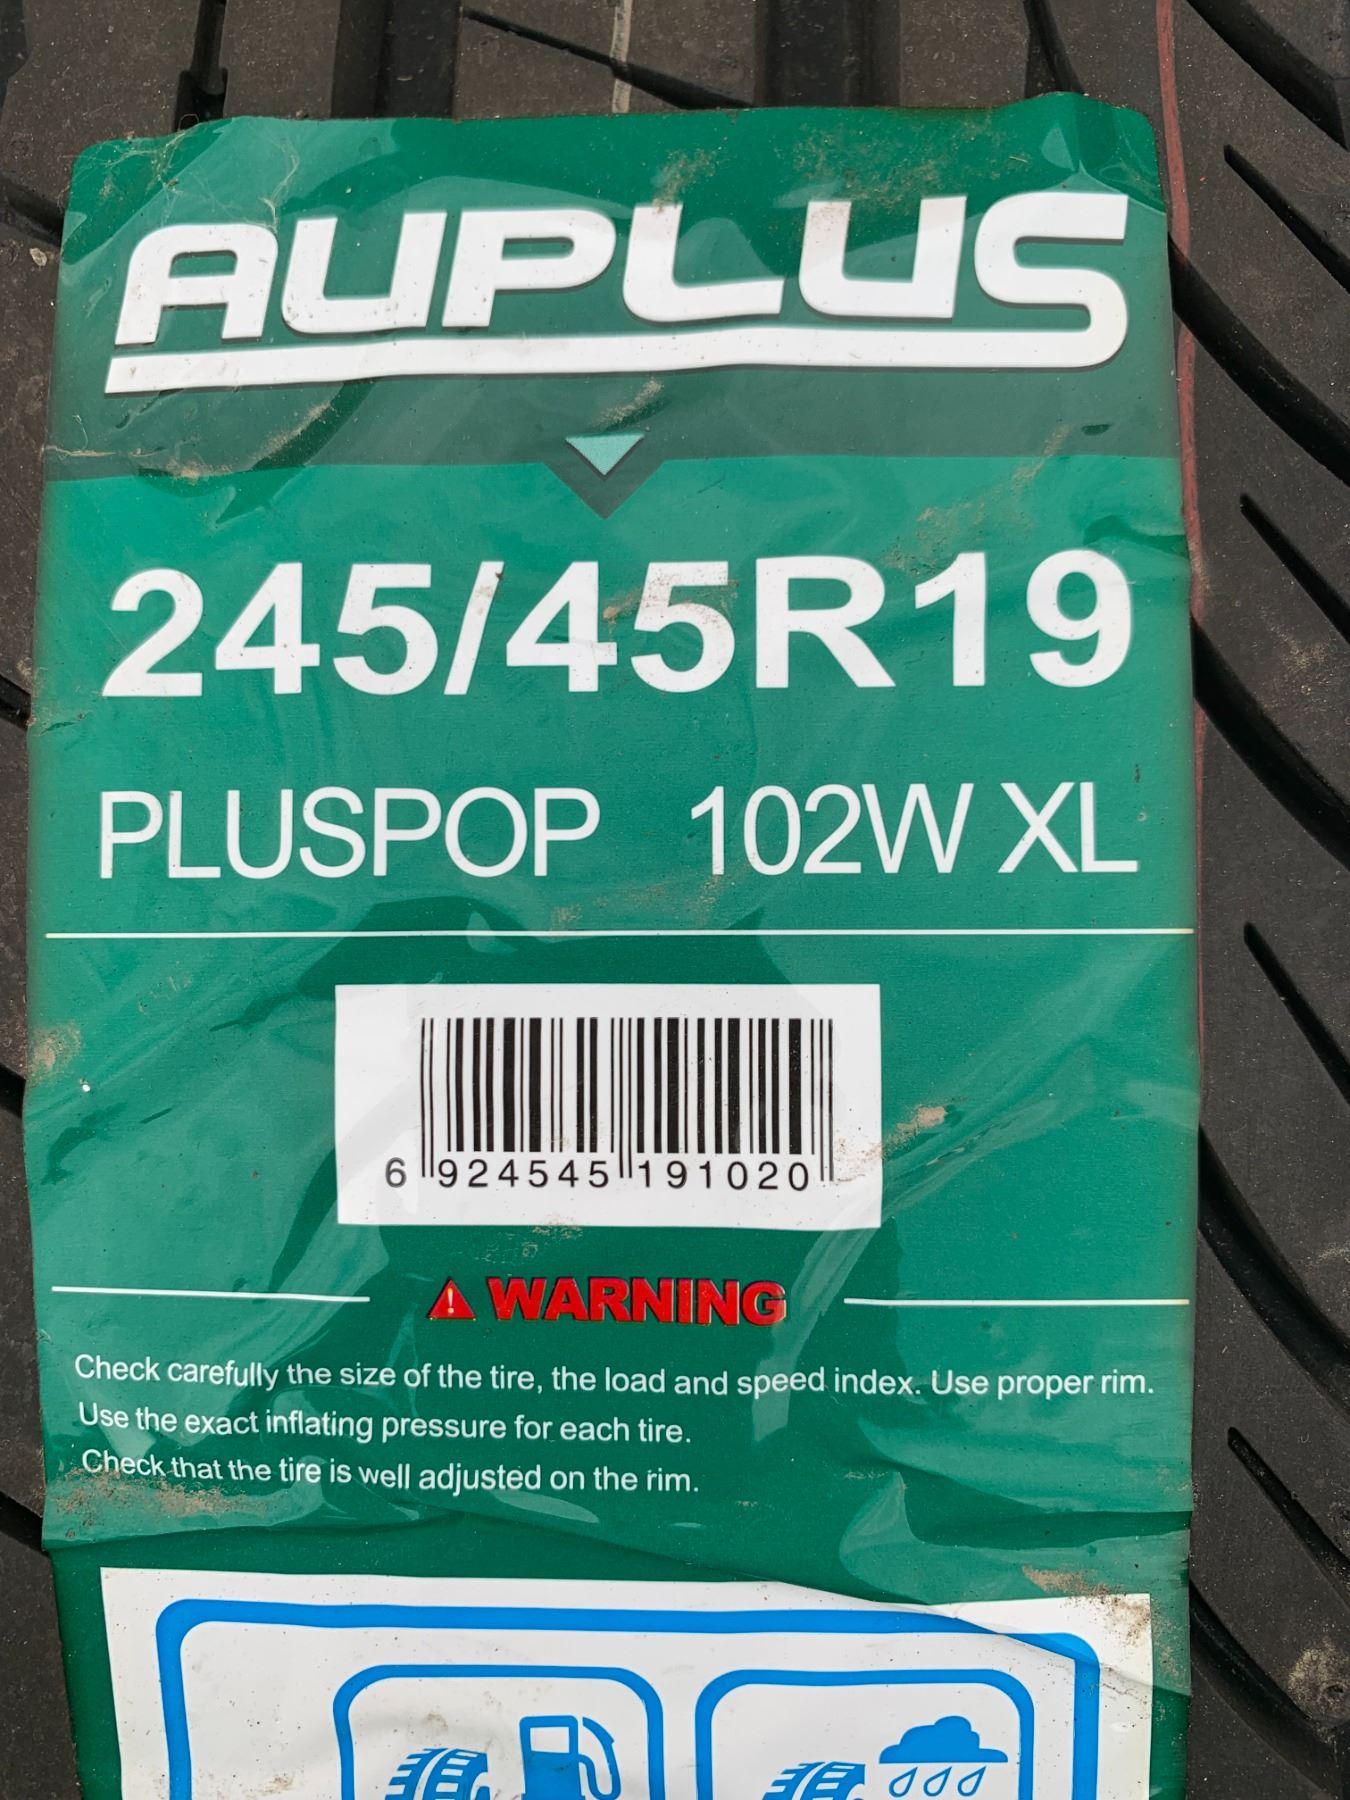 AUPLUS
245/45R19
PLUSPOP 102W XL
6 924545 191020
WARNING
Check carefully the size of the tire, the load and speed index. Use proper rim.
Use the exact inflating pressure for each tire.
Check that the tire is well adjusted on the rim.